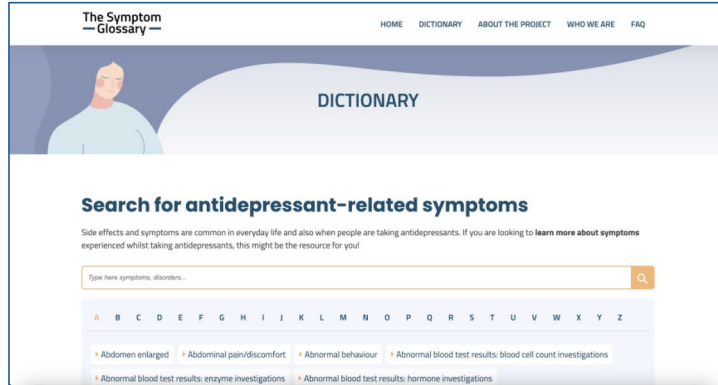 The Symptom
Glossary
HOME DICTIONARY ABOUT THE PROJECT WHO WE ARE FAQ
DICTIONARY
Search for antidepressant-related symptoms
Side effects and symptoms are common in everyday life and also when people are taking antidepressants. If you are looking to learn more about symptoms
experienced whilst taking antidepressants, this might be the resource for you!
Type here symptoms, disorders...
A B C D E F G H I J K L M N O P Q R S T U V W X Y Z
Abdomen enlarged Abdominal pain/discomfort Abnormal behaviour Abnormal blood test results: blood cell count investigations
Abnormal blood test results: enzyme investigations Abnormal blood test results: hormone investigations